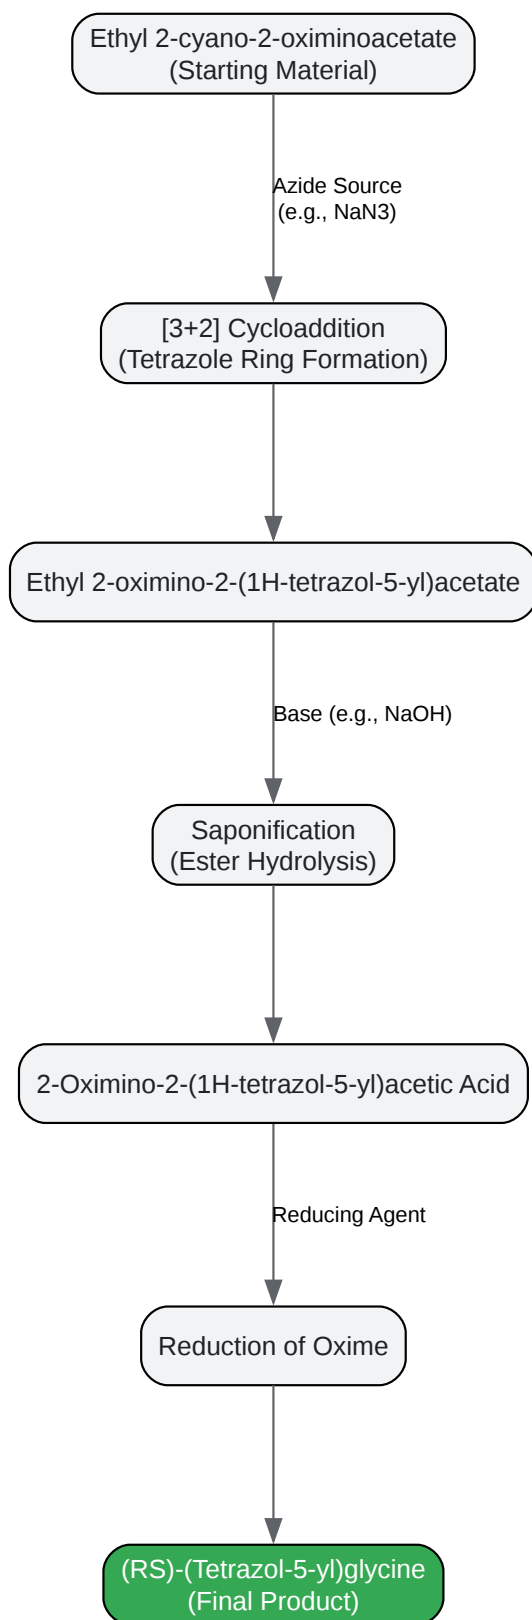 Ethyl 2-cyano-2-oximinoacetate
(Starting Material)
Azide Source
(e.g., NaN3)
[3+2] Cycloaddition
(Tetrazole Ring Formation)
Ethyl 2-oximino-2-(1H-tetrazol-5-yl)acetate
Base (e.g., NaOH)
Saponification
(Ester Hydrolysis)
2-Oximino-2-(1H-tetrazol-5-yl)acetic Acid
Reducing Agent
Reduction of Oxime
(RS)-(Tetrazol-5-yl)glycine
(Final Product)